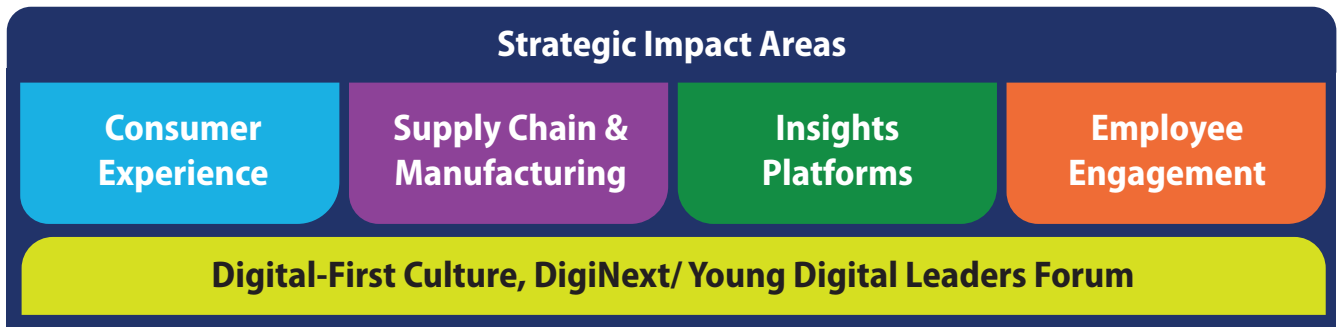 Strategic Impact Areas
Consumer
Experience
Supply Chain &
Manufacturing
Insights
Platforms
Employee
Engagement
Digital-First Culture, DigiNext/ Young Digital Leaders Forum